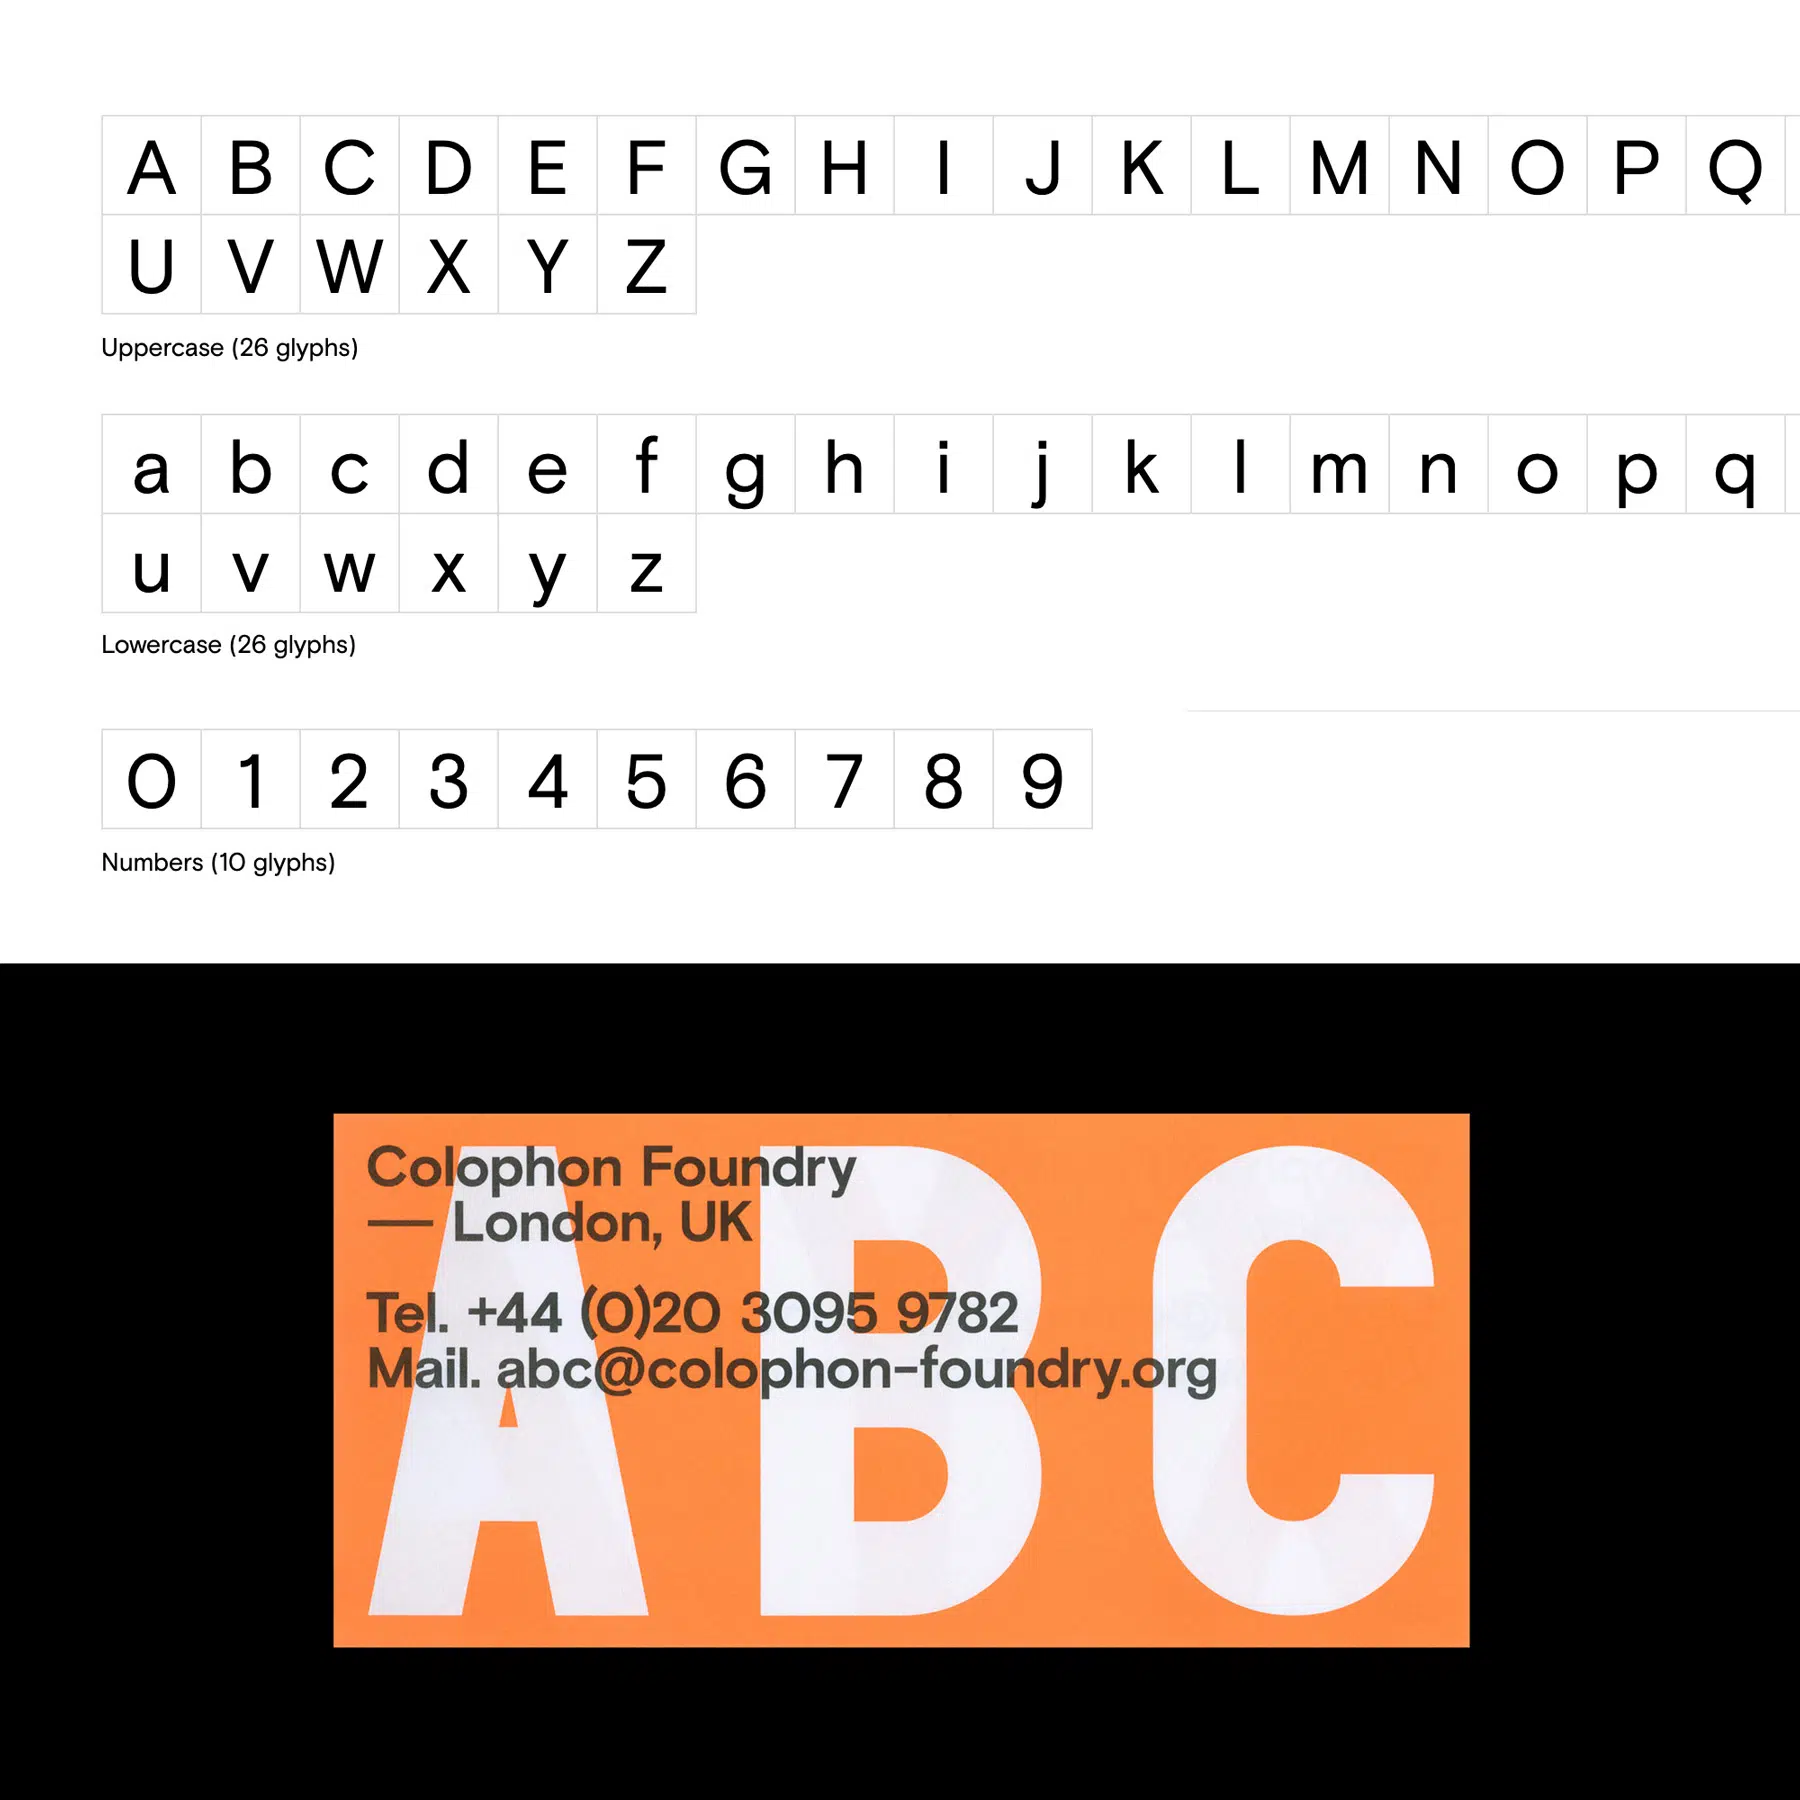 A B C D E F G H I J K L M N O P Q
U V W X Y Z
Uppercase (26 glyphs)
a b c d e f g h i j k l m n o p q
u v w x y z
Lowercase (26 glyphs)
0 1 2 3 4 5 6 7 8 9
Numbers (10 glyphs)
Colophon Foundry
— London, UK
Tel. +44 (0)20 3095 9782
Mail. abc@colophon-foundry.org
ABC